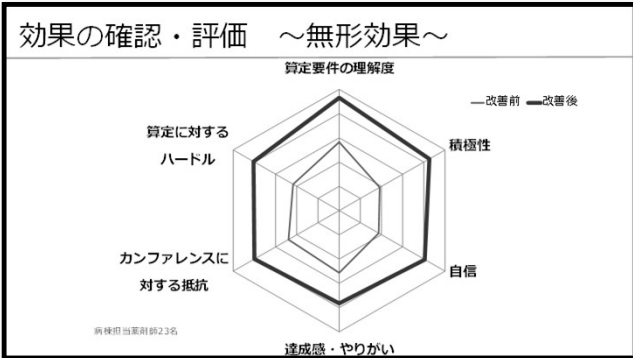 効果の確認・評価　～無形効果～
算定要件の理解度
改善前 改善後
算定に対する
ハードル
積極性
カンファレンスに
対する抵抗
自信
病棟担当薬剤師23名
達成感・やりがい